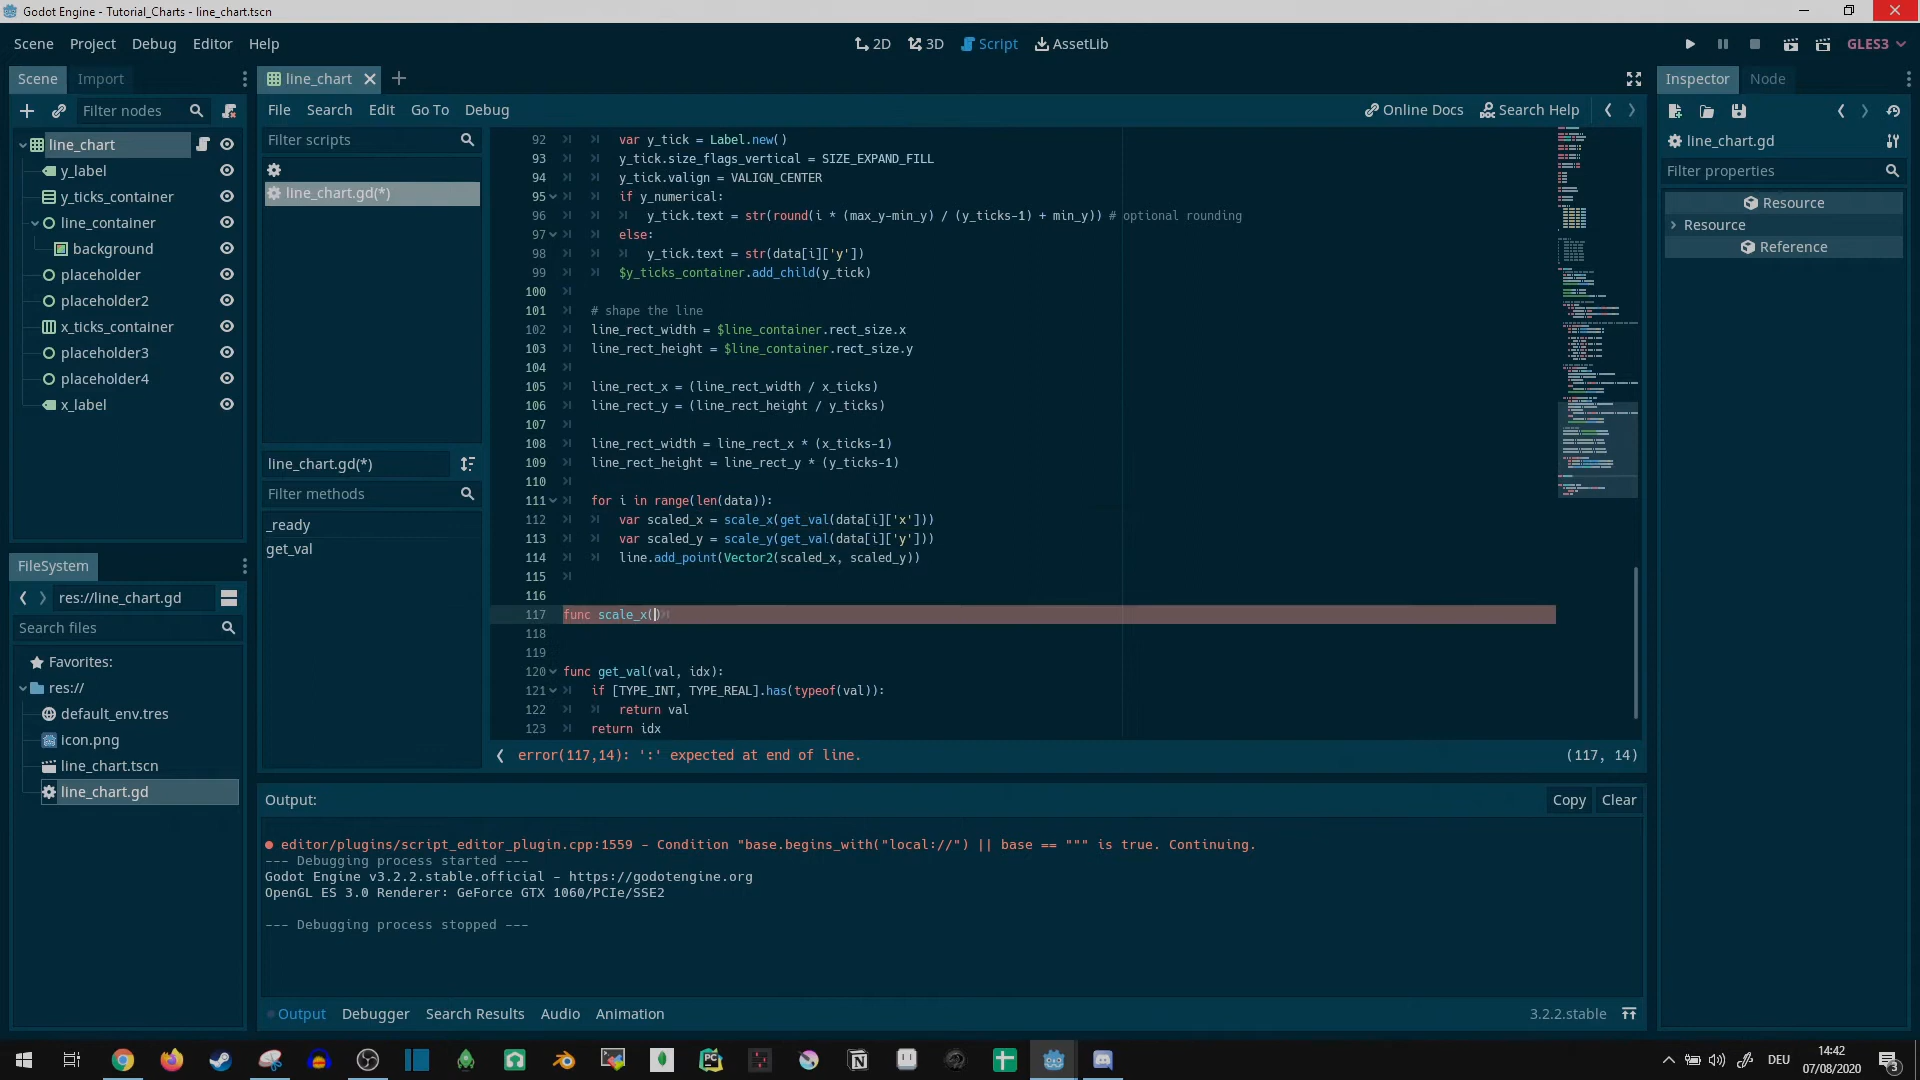 Godot Engine - Tutorial_Charts - line_chart.tscn
Scene Project Debug Editor Help
2D 3D Script AssetLib
GLES3
Scene Import
Filter nodes
line_chart
y_label
y_ticks_container
line_container
background
placeholder
placeholder2
x_ticks_container
placeholder3
placeholder4
x_label
FileSystem
res://line_chart.gd
Search files
Favorites:
res://
default_env.tres
icon.png
line_chart.tscn
line_chart.gd
line_chart
File Search Edit Go To Debug
Online Docs Search Help
Filter scripts
line_chart.gd(*)
line_chart.gd(*)
Filter methods
_ready
get_val
92 var y_tick = Label.new()
93 y_tick.size_flags_vertical = SIZE_EXPAND_FILL
94 y_tick.valign = VALIGN_CENTER
95 if y_numerical:
96 y_tick.text = str(round(i * (max_y-min_y) / (y_ticks-1) + min_y)) # optional rounding
97 else:
98 y_tick.text = str(data[i]['y'])
99 $y_ticks_container.add_child(y_tick)
100
101 # shape the line
102 line_rect_width = $line_container.rect_size.x
103 line_rect_height = $line_container.rect_size.y
104
105 line_rect_x = (line_rect_width / x_ticks)
106 line_rect_y = (line_rect_height / y_ticks)
107
108 line_rect_width = line_rect_x * (x_ticks-1)
109 line_rect_height = line_rect_y * (y_ticks-1)
110
111 for i in range(len(data)):
112 var scaled_x = scale_x(get_val(data[i]['x']))
113 var scaled_y = scale_y(get_val(data[i]['y']))
114 line.add_point(Vector2(scaled_x, scaled_y))
115
116
117 func scale_x()
118
119
120 func get_val(val, idx):
121 if [TYPE_INT, TYPE_REAL].has(typeof(val)):
122 return val
123 return idx
error(117,14): ':' expected at end of line.
(117, 14)
Output:
Copy Clear
editor/plugins/script_editor_plugin.cpp:1559 - Condition "base.begins_with("local://") || base == """ is true. Continuing.
--- Debugging process started ---
Godot Engine v3.2.2.stable.official - https://godotengine.org
OpenGL ES 3.0 Renderer: GeForce GTX 1060/PCIe/SSE2
--- Debugging process stopped ---
Output Debugger Search Results Audio Animation
3.2.2.stable
Inspector Node
line_chart.gd
Filter properties
Resource
Resource
Reference
DEU
14:42
07/08/2020
3